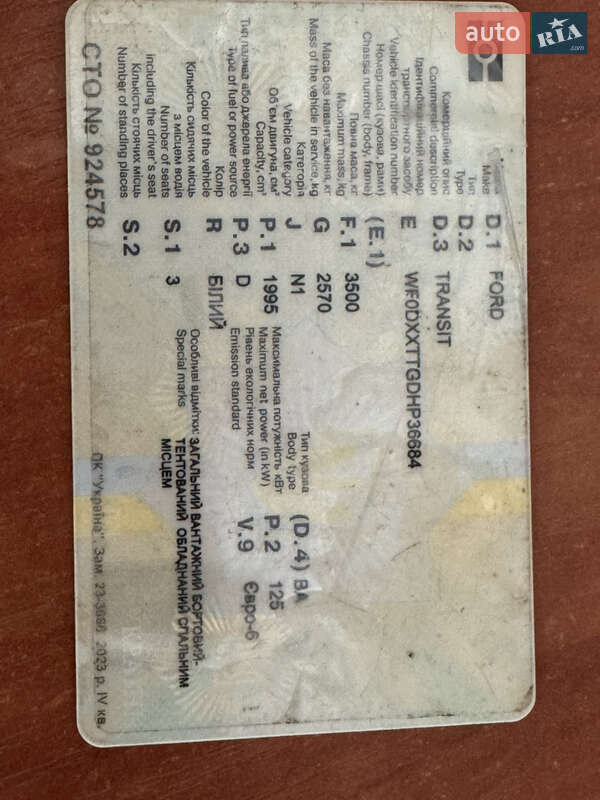 auto RIA.com
Марка D.1 FORD
Make
Тип D.2
Type
Комерційний опис D.3 TRANSIT
Commercial description
Ідентифікаційний номер E WF0DXXTTGDHP36684
транспортного засобу
Vehicle identification number
Номер шасі (кузова, рами) (E.1)
Chassis number (body, frame)
Повна маса, кг F.1 3500
Maximum mass, kg
Маса без навантаження, кг G 2570
Mass of the vehicle in service, kg
Категорія J N1 Тип кузова (D.4) ВА
Vehicle category Body type
Об'єм двигуна, см³ P.1 1995 Максимальна потужність кВт P.2 125
Capacity, cm³ Maximum net power (in kW)
Тип палива або джерела енергії P.3 D Рівень екологічних норм V.9 Євро-6
Type of fuel or power source Emission standard
Колір R БІЛИЙ
Color of the vehicle
Кількість сидячих місць S.1 3 Особливі відмітки: ЗАГАЛЬНИЙ ВАНТАЖНИЙ БОРТОВИЙ-
з місцем водія Special marks ТЕНТОВАНИЙ ОБЛАДНАНИЙ СПАЛЬНИМ
Number of seats МІСЦЕМ
including the driver's seat
Кількість стоячих місць S.2
Number of standing places
СТО № 924578
ПК "Україна". Зам. 23-3666 2023 р. IV кв.